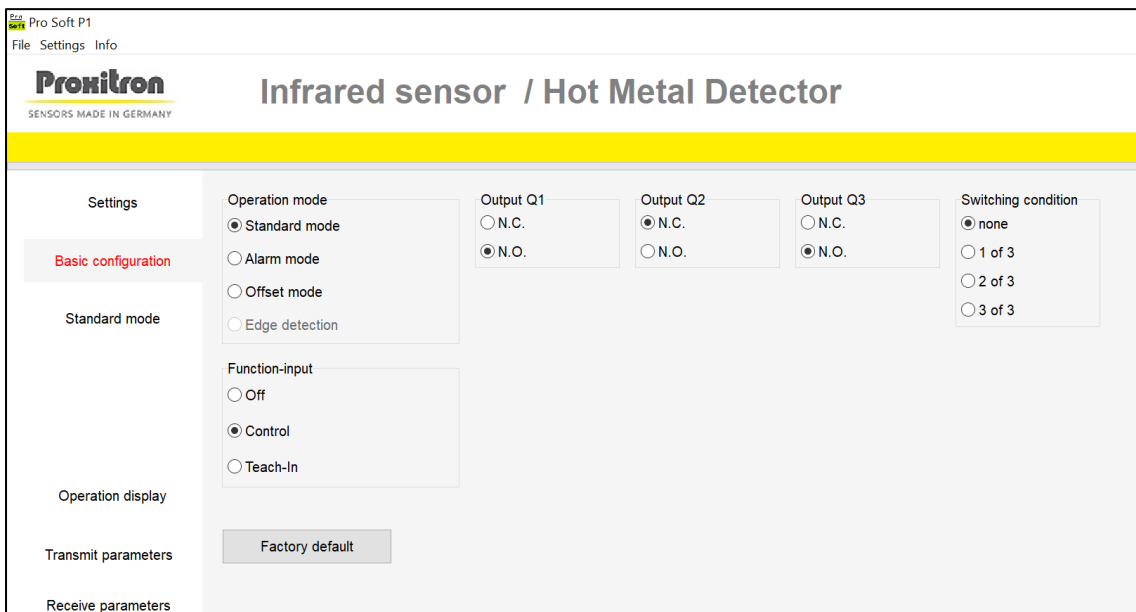 Pro
Soft
Pro Soft P1
File Settings Info
Proxitron
SENSORS MADE IN GERMANY
Infrared sensor / Hot Metal Detector
Settings
Basic configuration
Standard mode
Operation display
Transmit parameters
Receive parameters
Operation mode
Standard mode
Alarm mode
Offset mode
Edge detection
Function-input
Off
Control
Teach-In
Factory default
Output Q1
N.C.
N.O.
Output Q2
N.C.
N.O.
Output Q3
N.C.
N.O.
Switching condition
none
1 of 3
2 of 3
3 of 3